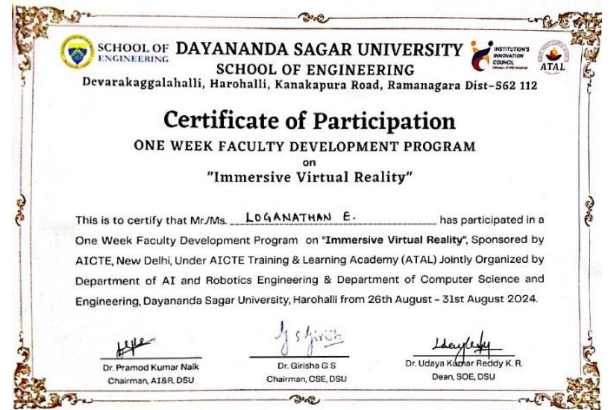 SCHOOL OF
ENGINEERING
DAYANANDA SAGAR UNIVERSITY
INSTITUTION'S
INNOVATION
COUNCIL
ATAL
SCHOOL OF ENGINEERING
Devarakaggalahalli, Harohalli, Kanakapura Road, Ramanagara Dist-562 112
Certificate of Participation
ONE WEEK FACULTY DEVELOPMENT PROGRAM
on
"Immersive Virtual Reality"
This is to certify that Mr./Ms. LOGANATHAN E. has participated in a
One Week Faculty Development Program on "Immersive Virtual Reality", Sponsored by
AICTE, New Delhi, Under AICTE Training & Learning Academy (ATAL) Jointly Organized by
Department of AI and Robotics Engineering & Department of Computer Science and
Engineering, Dayananda Sagar University, Harohalli from 26th August - 31st August 2024.
Dr. Pramod Kumar Naik
Chairman, AI&R, DSU
Dr. Girisha G S
Chairman, CSE, DSU
Dr. Udaya Kumar Reddy K. R.
Dean, SOE, DSU